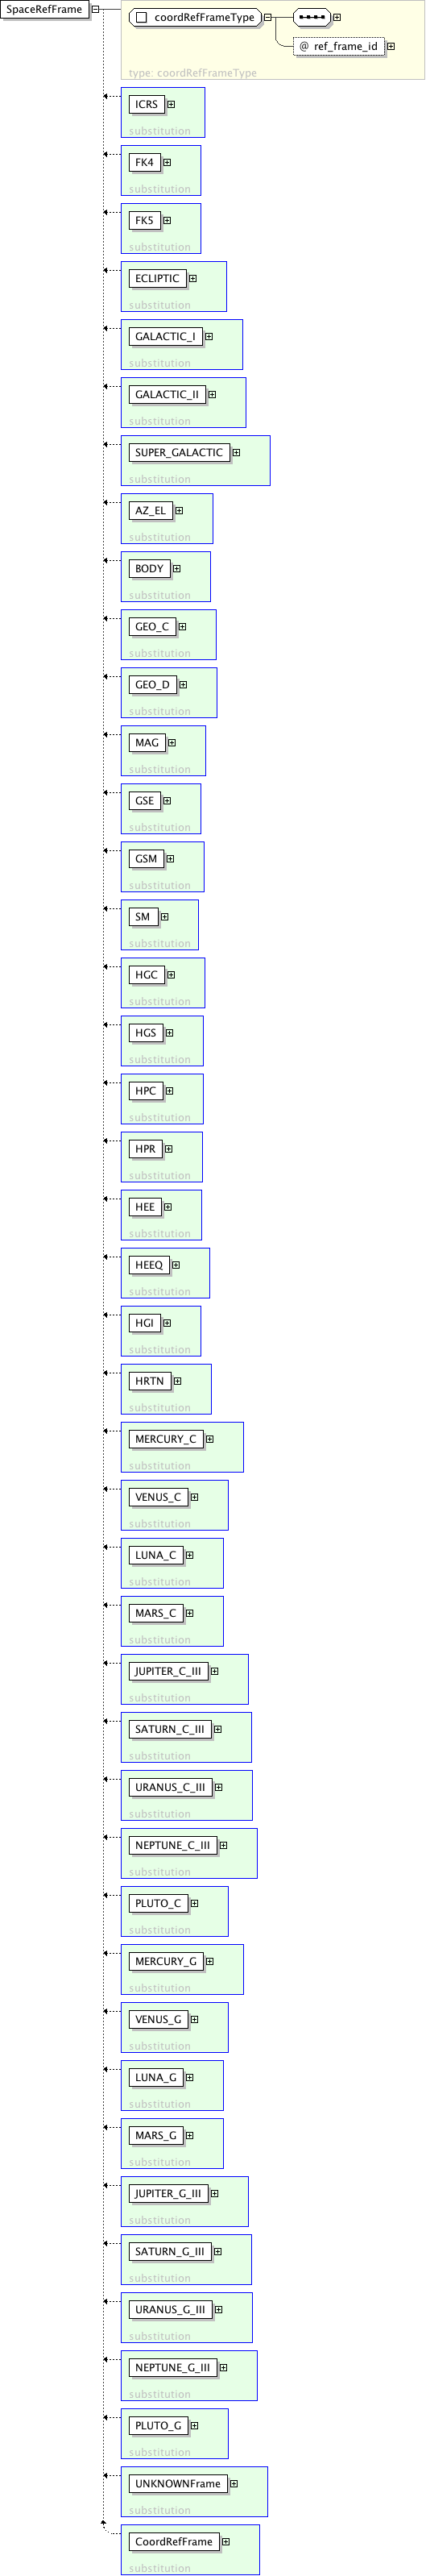 SpaceRefFrame
coordRefFrameType
@ ref_frame_id
type: coordRefFrameType
ICRS
substitution
FK4
substitution
FK5
substitution
ECLIPTIC
substitution
GALACTIC_I
substitution
GALACTIC_II
substitution
SUPER_GALACTIC
substitution
AZ_EL
substitution
BODY
substitution
GEO_C
substitution
GEO_D
substitution
MAG
substitution
GSE
substitution
GSM
substitution
SM
substitution
HGC
substitution
HGS
substitution
HPC
substitution
HPR
substitution
HEE
substitution
HEEQ
substitution
HGI
substitution
HRTN
substitution
MERCURY_C
substitution
VENUS_C
substitution
LUNA_C
substitution
MARS_C
substitution
JUPITER_C_III
substitution
SATURN_C_III
substitution
URANUS_C_III
substitution
NEPTUNE_C_III
substitution
PLUTO_C
substitution
MERCURY_G
substitution
VENUS_G
substitution
LUNA_G
substitution
MARS_G
substitution
JUPITER_G_III
substitution
SATURN_G_III
substitution
URANUS_G_III
substitution
NEPTUNE_G_III
substitution
PLUTO_G
substitution
UNKNOWNFrame
substitution
CoordRefFrame
substitution